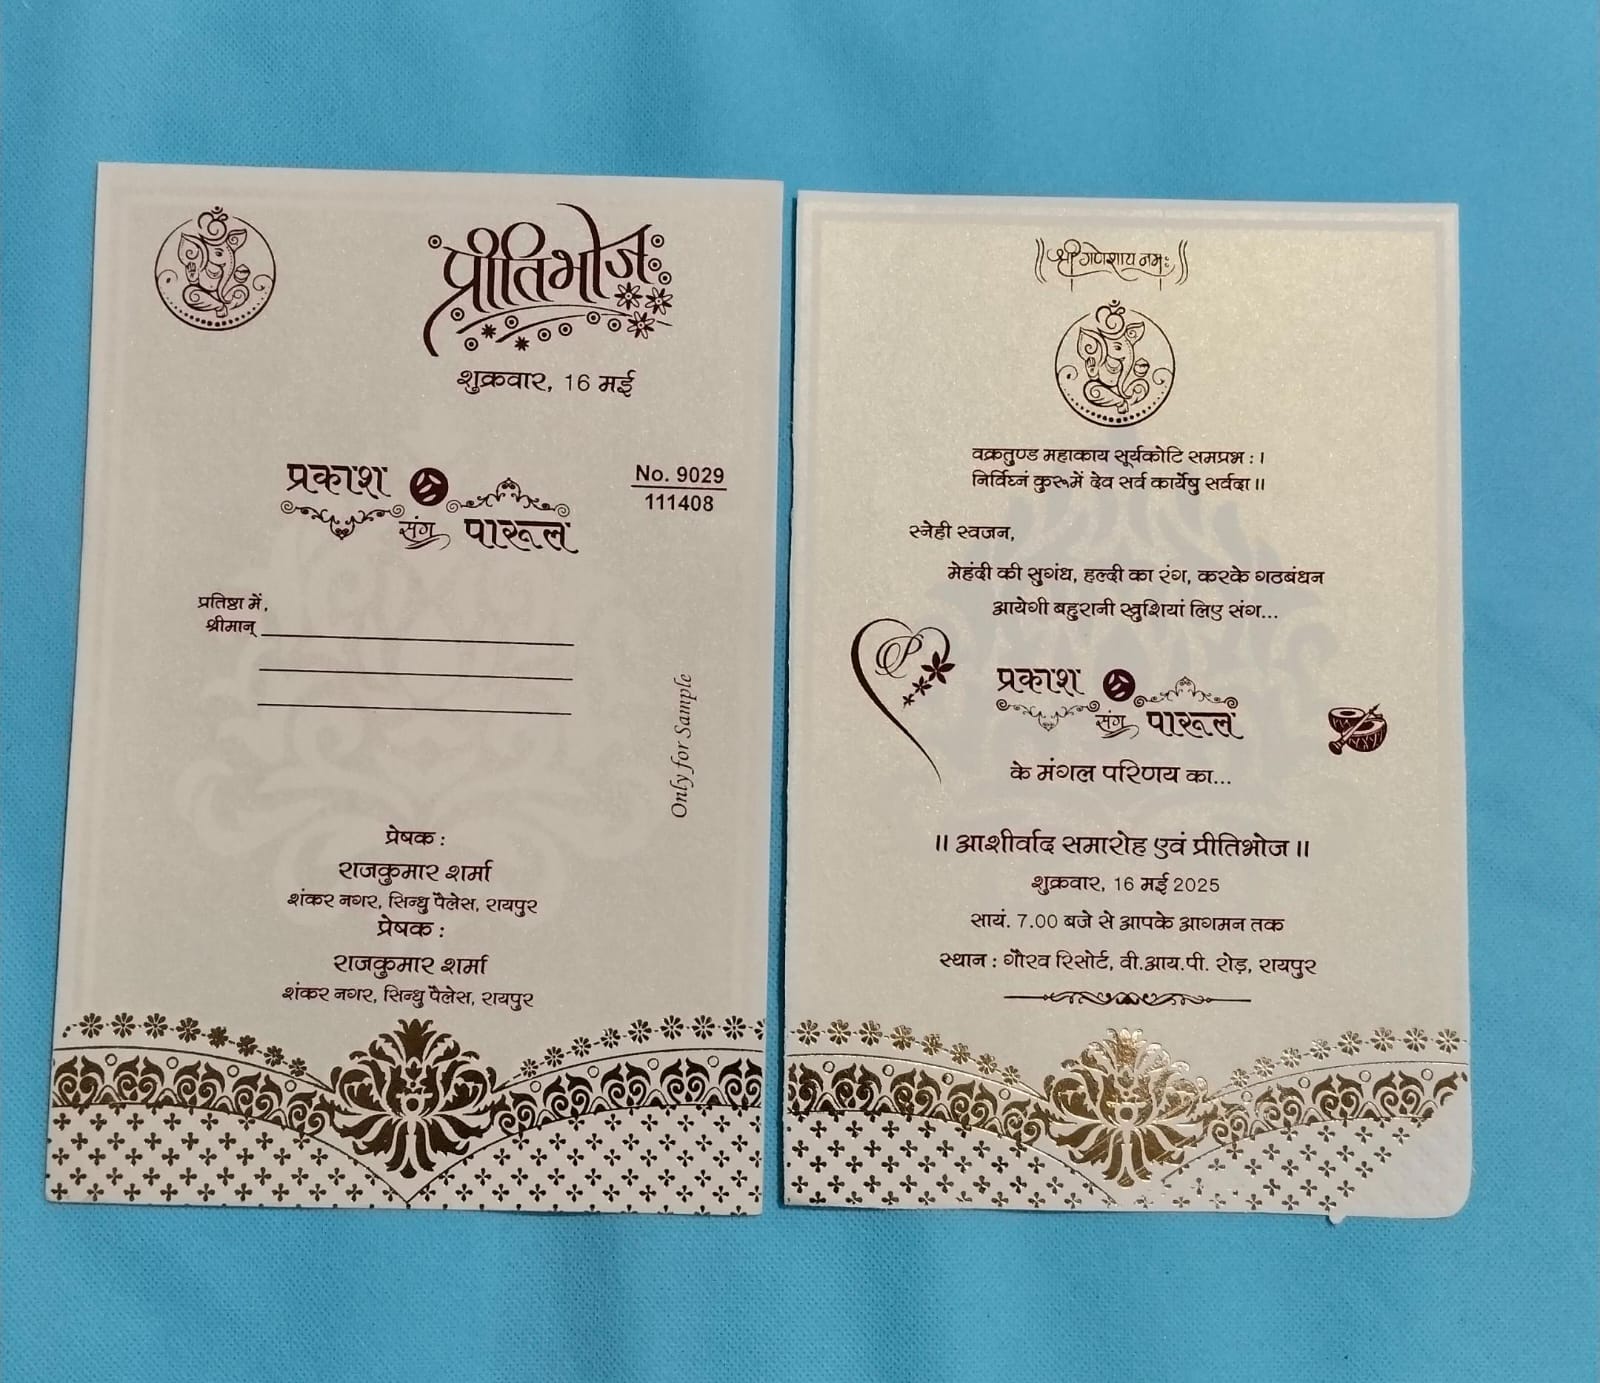 प्रीतिभोज
शुक्रवार, 16 मई
प्रकाश
संग पारूल
No. 9029
111408
प्रतिष्ठा में,
श्रीमान्
Only for Sample
प्रेषक :
राजकुमार शर्मा
शंकर नगर, सिन्धु पैलेस, रायपुर
प्रेषक :
राजकुमार शर्मा
शंकर नगर, सिन्धु पैलेस, रायपुर
||श्री गणेशाय नमः||
वक्रतुण्ड महाकाय सूर्यकोटि समप्रभ : ।
निर्विघ्नं कुरूमें देव सर्व कार्येषु सर्वदा ॥
स्नेही स्वजन,
मेहंदी की सुगंध, हल्दी का रंग, करके गठबंधन
आयेगी बहुरानी खुशियां लिए संग...
P
प्रकाश
संग पारूल
के मंगल परिणय का...
॥ आशीर्वाद समारोह एवं प्रीतिभोज ॥
शुक्रवार, 16 मई 2025
सायं. 7.00 बजे से आपके आगमन तक
स्थान : गौरव रिसोर्ट, वी.आय.पी. रोड़, रायपुर